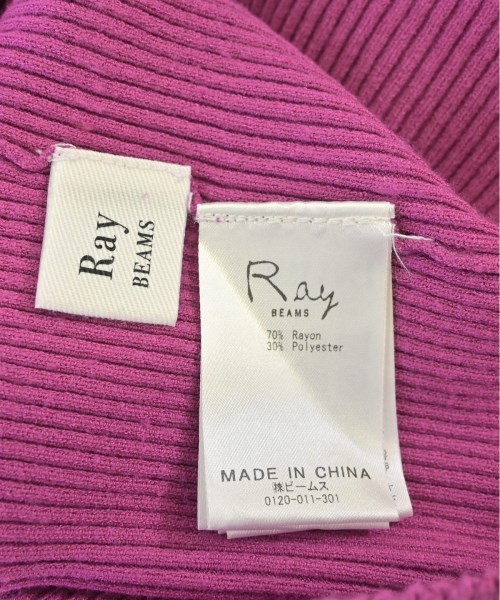 Ray
BEAMS
Ray
BEAMS
70% Rayon
30% Polyester
MADE IN CHINA
㈱ビームス
0120-011-301